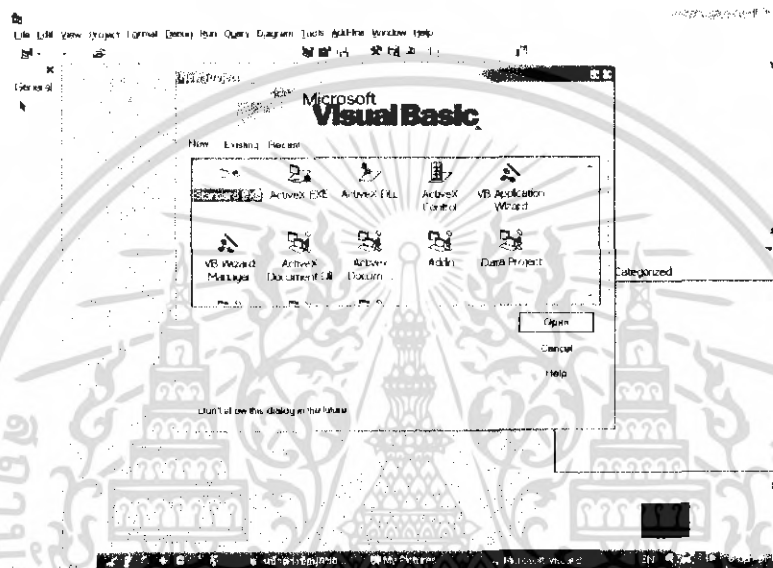 File Edit View Project Format Debug Run Query Diagram Tools Add-Ins Window Help
General
Microsoft
Visual Basic
New Existing Recent
ActiveX EXE ActiveX DLL ActiveX Control VB Application Wizard
VB Wizard Manager ActiveX Document Dll Activex Docum... Addin Data Project
Categorized
Open
Cancel
Help
Don't show this dialog in the future
My Pictures
Microsoft Visual
EN